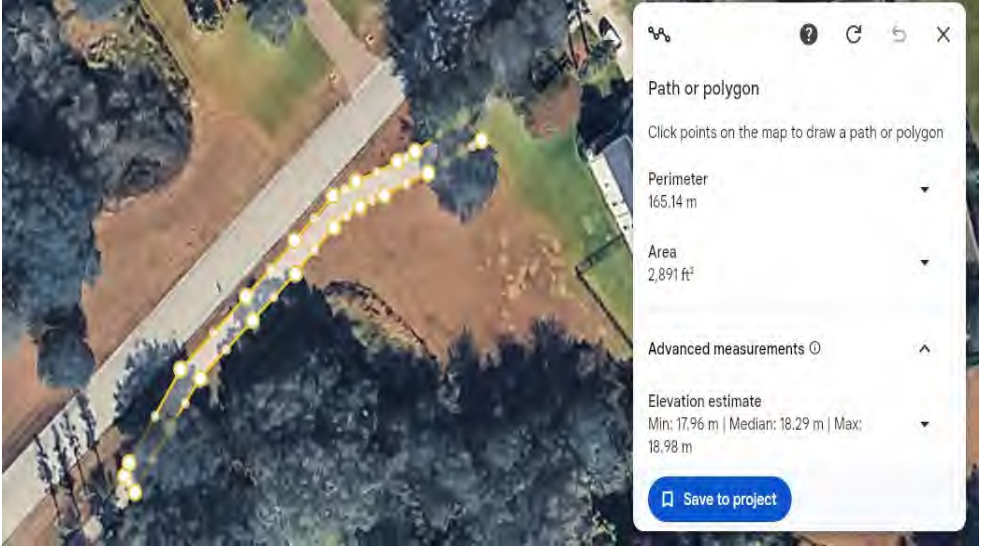 Path or polygon
Click points on the map to draw a path or polygon
Perimeter
165.14 m
Area
2,891 ft²
Advanced measurements
Elevation estimate
Min: 17.96 m | Median: 18.29 m | Max:
18.98 m
Save to project